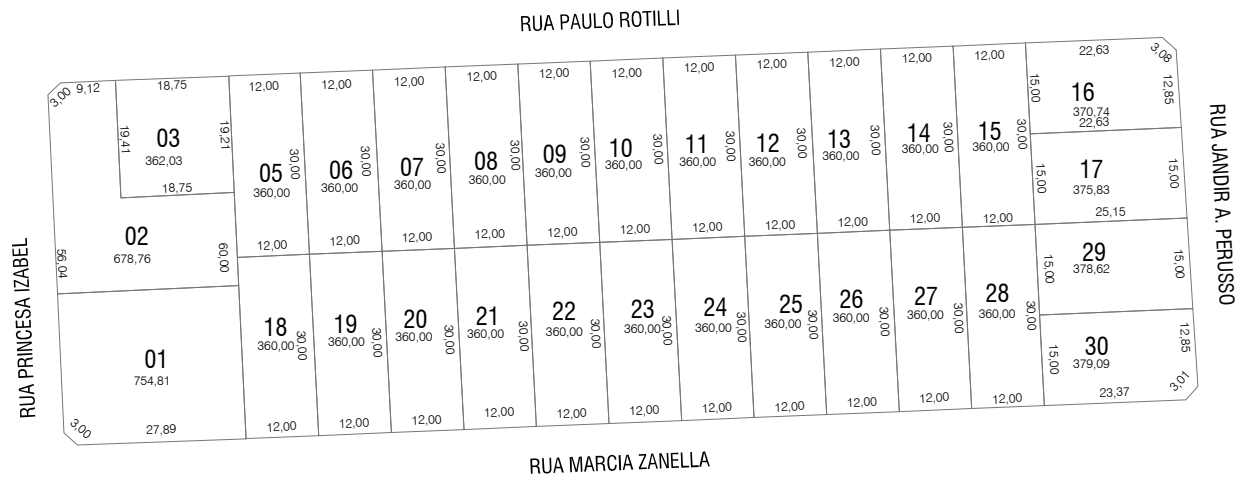 RUA PAULO ROTILLI
3,00 9,12 18,75 12,00 12,00 12,00 12,00 12,00 12,00 12,00 12,00 12,00 12,00 12,00 22,63 3,08
19,41 03 19,21 362,03 18,75
05 360,00 30,00 12,00
06 360,00 30,00 12,00
07 360,00 30,00 12,00
08 360,00 30,00 12,00
09 360,00 30,00 12,00
10 360,00 30,00 12,00
11 360,00 30,00 12,00
12 360,00 30,00 12,00
13 360,00 30,00 12,00
14 360,00 30,00 12,00
15 360,00 30,00 12,00
15,00 16 12,85
370,74
22,63
15,00 17 15,00
375,83
25,15
RUA JANDIR A. PERUSSO
02
678,76
56,04 60,00
RUA PRINCESA IZABEL
01
754,81
3,00 27,89
18 360,00 30,00 12,00
19 360,00 30,00 12,00
20 360,00 30,00 12,00
21 360,00 30,00 12,00
22 360,00 30,00 12,00
23 360,00 30,00 12,00
24 360,00 30,00 12,00
25 360,00 30,00 12,00
26 360,00 30,00 12,00
27 360,00 30,00 12,00
28 360,00 30,00 12,00
15,00 29 15,00
378,62
15,00 30 12,85
379,09
23,37 3,01
RUA MARCIA ZANELLA